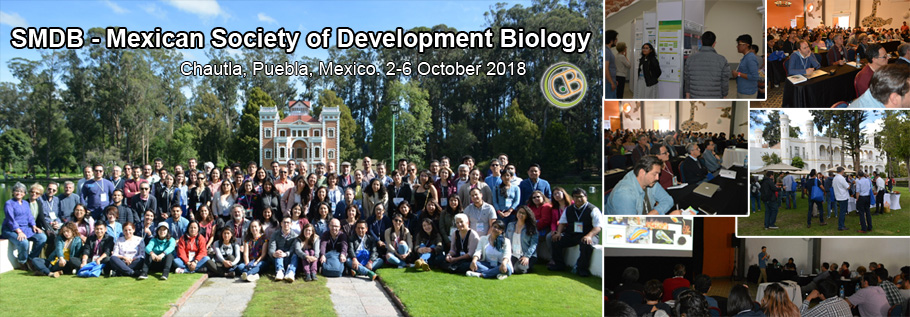 SMDB - Mexican Society of Development Biology
Chautla, Puebla, Mexico. 2-6 October 2018